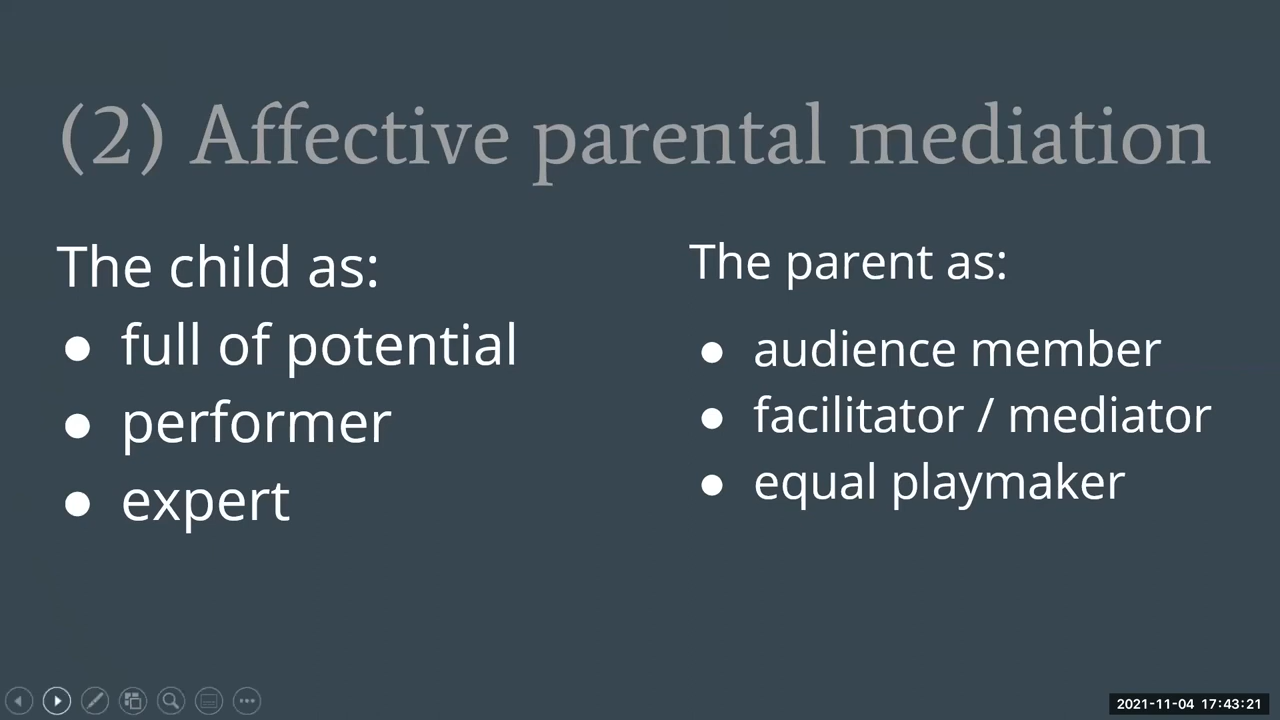 (2) Affective parental mediation
The child as:
● full of potential
● performer
● expert
The parent as:
● audience member
● facilitator / mediator
● equal playmaker
2021-11-04 17:43:21